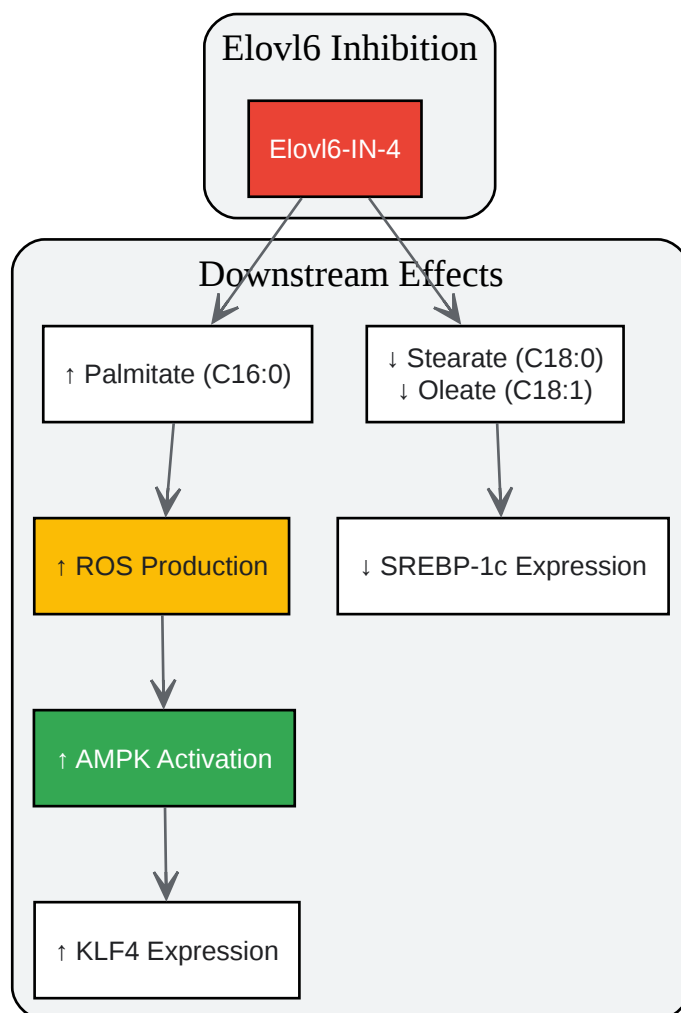 Elovl6 Inhibition
Elovl6-IN-4
Downstream Effects
↑ Palmitate (C16:0)
↓ Stearate (C18:0)
↓ Oleate (C18:1)
↑ ROS Production
↓ SREBP-1c Expression
↑ AMPK Activation
↑ KLF4 Expression